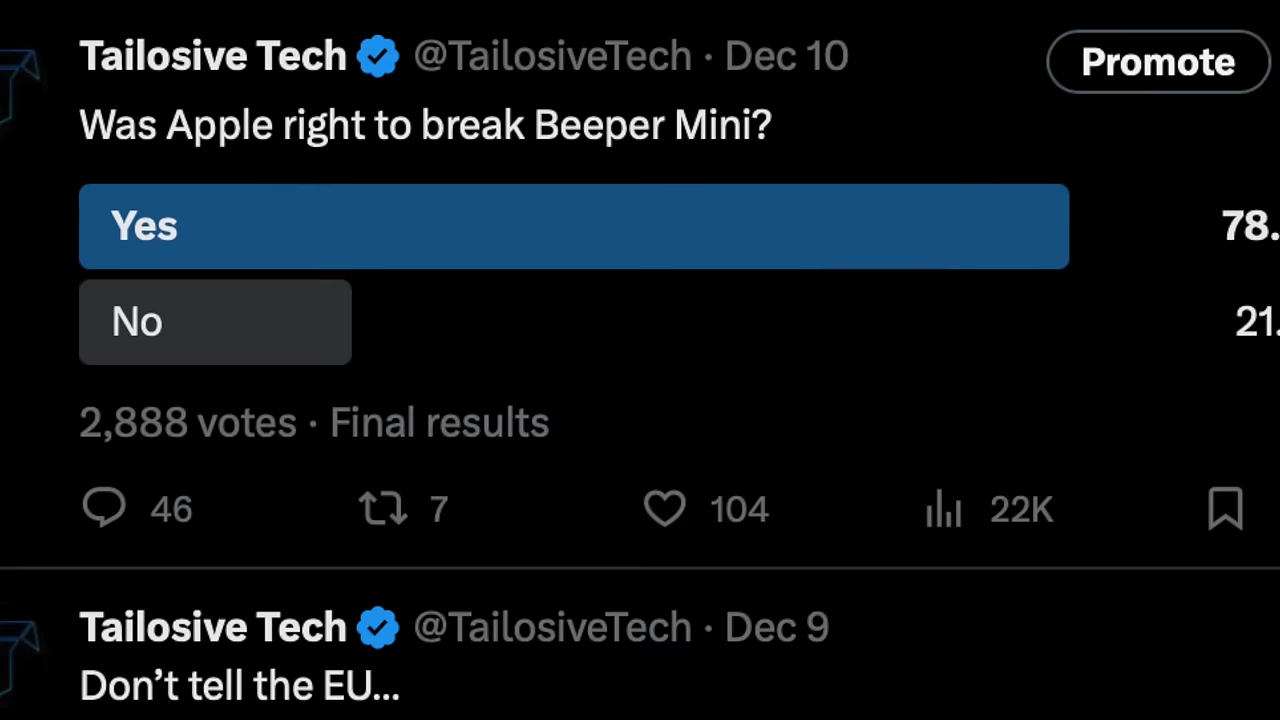 Tailosive Tech @TailosiveTech · Dec 10
Promote
Was Apple right to break Beeper Mini?
Yes 78.
No 21.
2,888 votes · Final results
46 7 104 22K
Tailosive Tech @TailosiveTech · Dec 9
Don’t tell the EU...